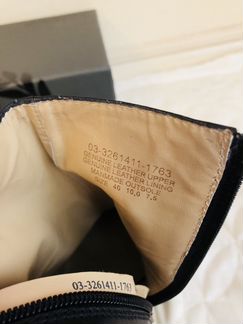 03-3261411-1763
GENUINE LEATHER UPPER
GENUINE LEATHER LINING
MANMADE OUTSOLE
SIZE 40 10,0 7,5
03-3261411-1763